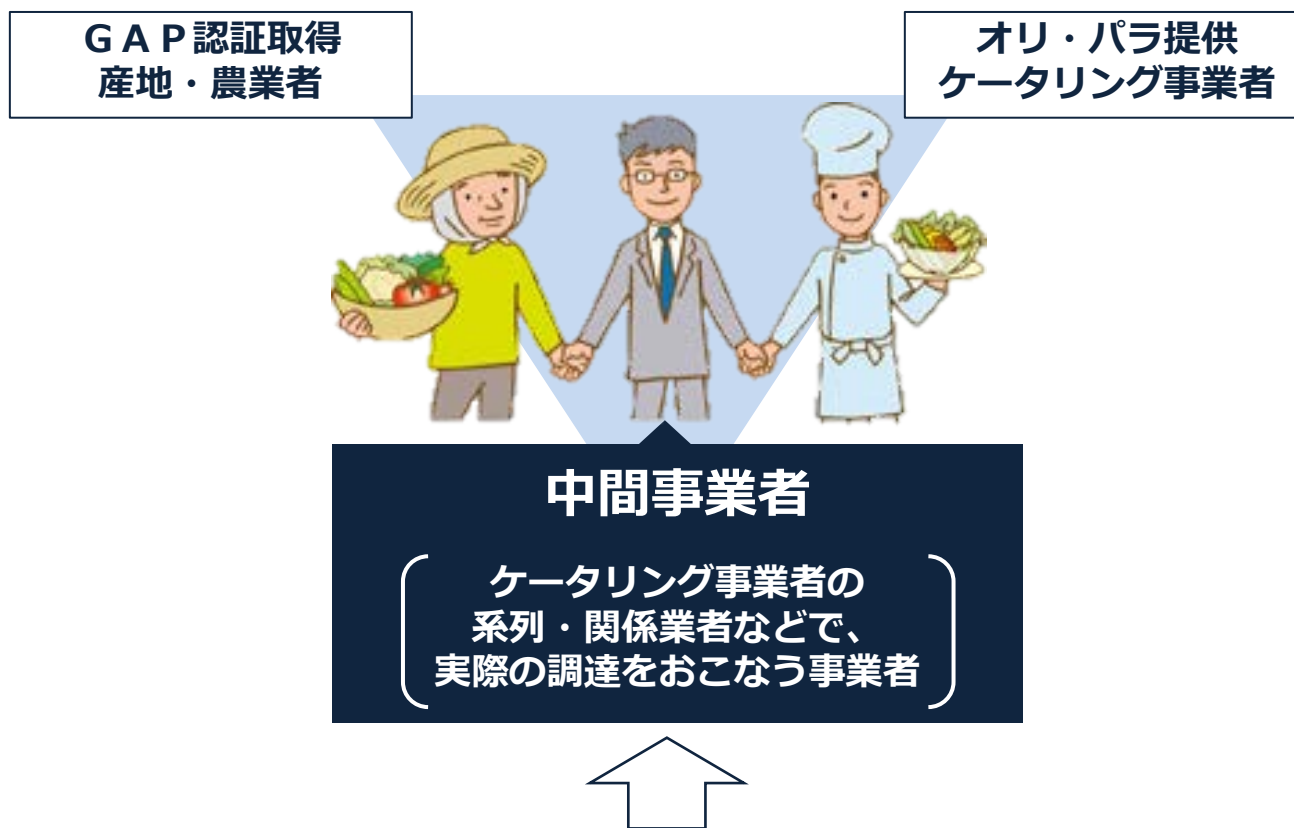 ＧＡＰ認証取得
産地・農業者
オリ・パラ提供
ケータリング事業者
中間事業者
ケータリング事業者の
系列・関係業者などで、
実際の調達をおこなう事業者